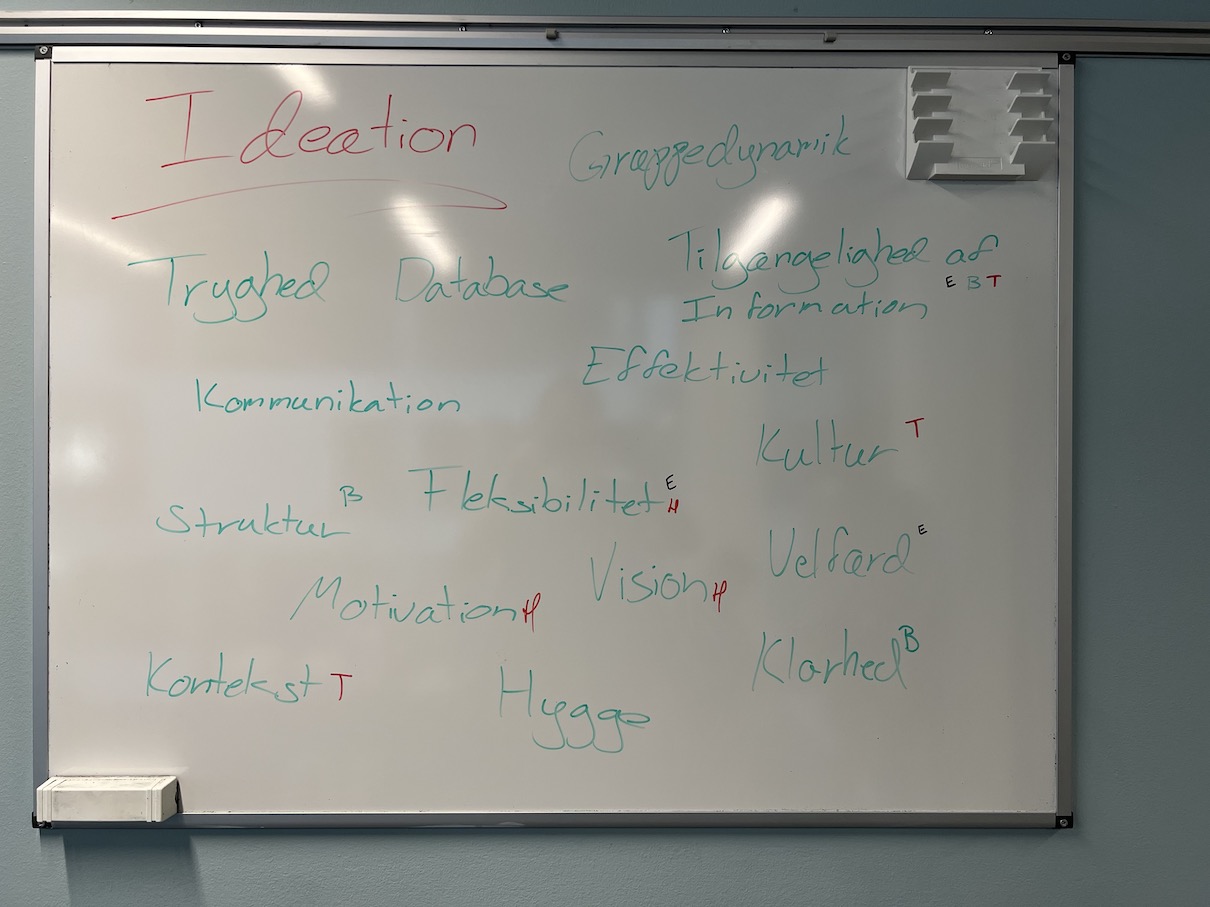 Ideation
Gruppedynamik
Tryghed
Database
Tilgængelighed af
Information E B T
Effektivitet
Kommunikation
Kultur T
Fleksibilitet E H
Struktur B
Velfærd E
Vision H
Motivation H
Klarhed B
Kontekst T
Hygge